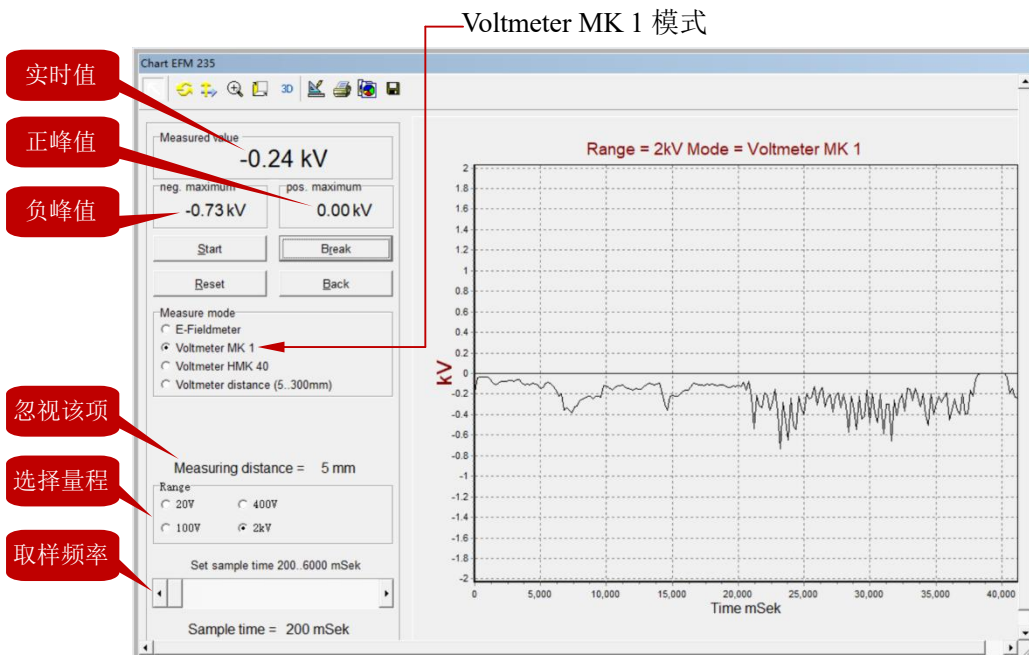 Voltmeter MK 1 模式
Chart EFM 235
3D
实时值
正峰值
负峰值
忽视该项
选择量程
取样频率
Measured value
-0.24 kV
neg. maximum
-0.73 kV
pos. maximum
0.00 kV
Start
Break
Reset
Back
Measure mode
E-Fieldmeter
Voltmeter MK 1
Voltmeter HMK 40
Voltmeter distance (5..300mm)
Measuring distance = 5 mm
Range
20V
400V
100V
2kV
Set sample time 200..6000 mSek
Sample time = 200 mSek
Range = 2kV Mode = Voltmeter MK 1
kV
2
1.8
1.6
1.4
1.2
1
0.8
0.6
0.4
0.2
0
-0.2
-0.4
-0.6
-0.8
-1
-1.2
-1.4
-1.6
-1.8
-2
0
5,000
10,000
15,000
20,000
25,000
30,000
35,000
40,000
Time mSek